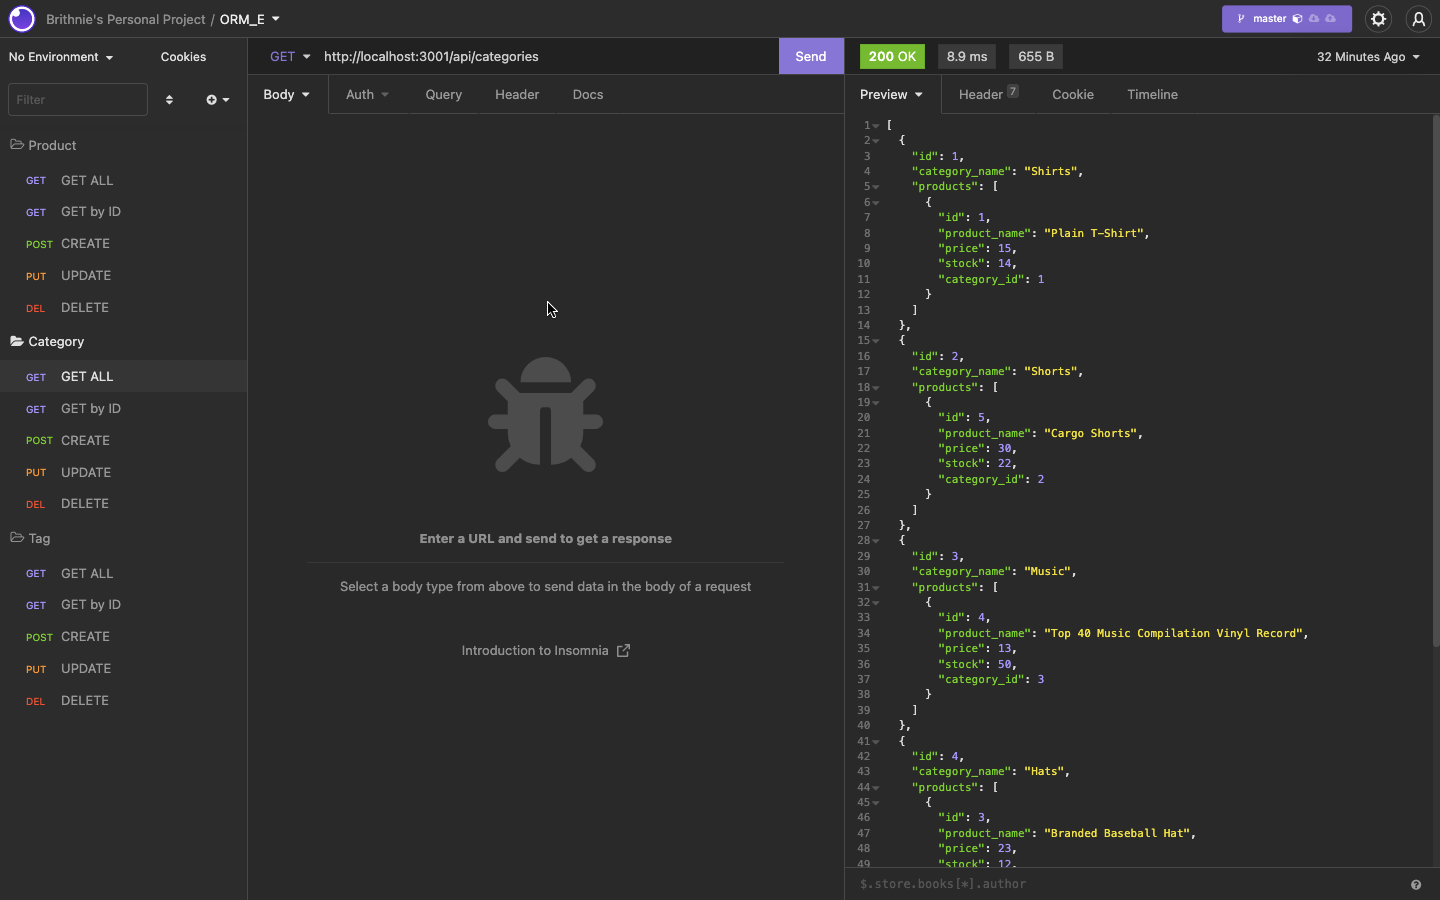 Brithnie's Personal Project / ORM_E
master
No Environment
Cookies
GET
http://localhost:3001/api/categories
Send
200 OK
8.9 ms
655 B
32 Minutes Ago
Filter
Body
Auth
Query
Header
Docs
Preview
Header 7
Cookie
Timeline
Product
GET GET ALL
GET GET by ID
POST CREATE
PUT UPDATE
DEL DELETE
Category
GET GET ALL
GET GET by ID
POST CREATE
PUT UPDATE
DEL DELETE
Tag
GET GET ALL
GET GET by ID
POST CREATE
PUT UPDATE
DEL DELETE
Enter a URL and send to get a response
Select a body type from above to send data in the body of a request
Introduction to Insomnia
1 [
2 {
3 "id": 1,
4 "category_name": "Shirts",
5 "products": [
6 {
7 "id": 1,
8 "product_name": "Plain T-Shirt",
9 "price": 15,
10 "stock": 14,
11 "category_id": 1
12 }
13 ]
14 },
15 {
16 "id": 2,
17 "category_name": "Shorts",
18 "products": [
19 {
20 "id": 5,
21 "product_name": "Cargo Shorts",
22 "price": 30,
23 "stock": 22,
24 "category_id": 2
25 }
26 ]
27 },
28 {
29 "id": 3,
30 "category_name": "Music",
31 "products": [
32 {
33 "id": 4,
34 "product_name": "Top 40 Music Compilation Vinyl Record",
35 "price": 13,
36 "stock": 50,
37 "category_id": 3
38 }
39 ]
40 },
41 {
42 "id": 4,
43 "category_name": "Hats",
44 "products": [
45 {
46 "id": 3,
47 "product_name": "Branded Baseball Hat",
48 "price": 23,
49 "stock": 12,
$.store.books[*].author